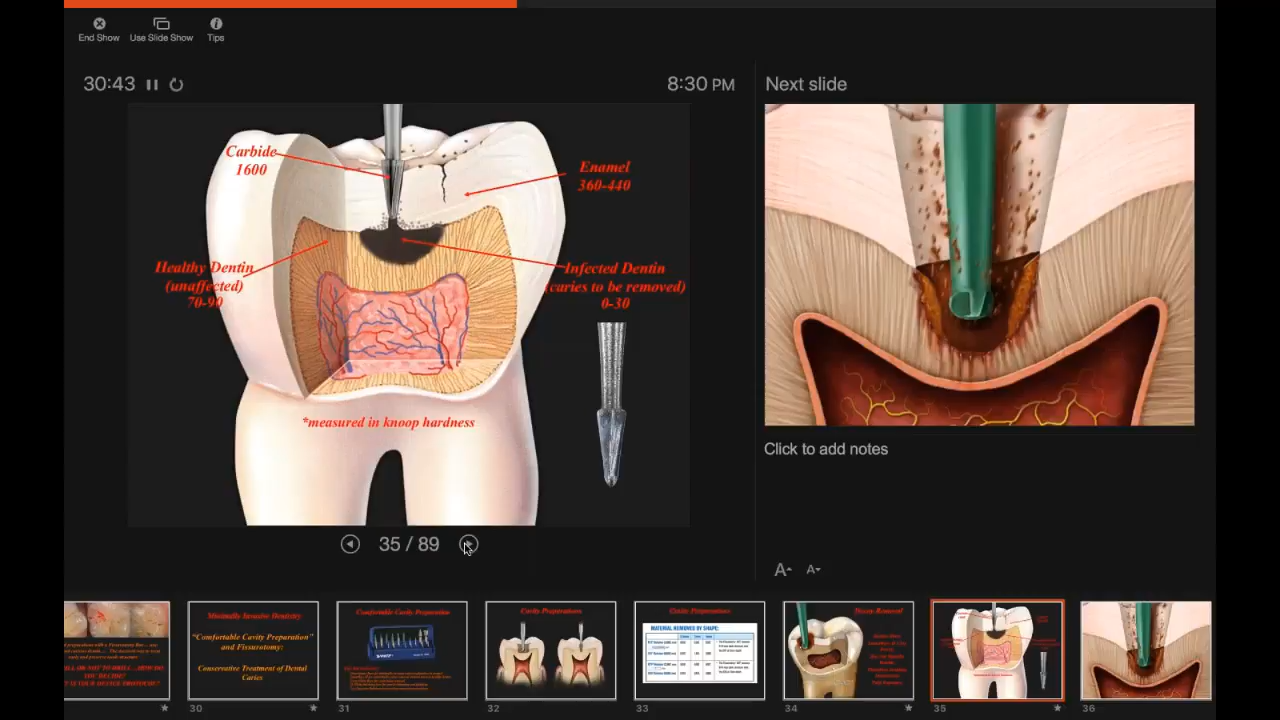 End Show
Use Slide Show
Tips
30:43
8:30 PM
Next slide
Carbide
1600
Enamel
360-440
Healthy Dentin
(unaffected)
70-90
Infected Dentin
(caries to be removed)
0-30
*measured in knoop hardness
Click to add notes
35 / 89
A
A
Minimally Invasive Dentistry
"Comfortable Cavity Preparation"
and Fissurotomy:
Conservative Treatment of Dental
Caries
Comfortable Cavity Preparation
Cavity Preparations
Cavity Preparations
MATERIAL REMOVED BY SHAPE:
Decay Removal
30
31
32
33
34
35
36